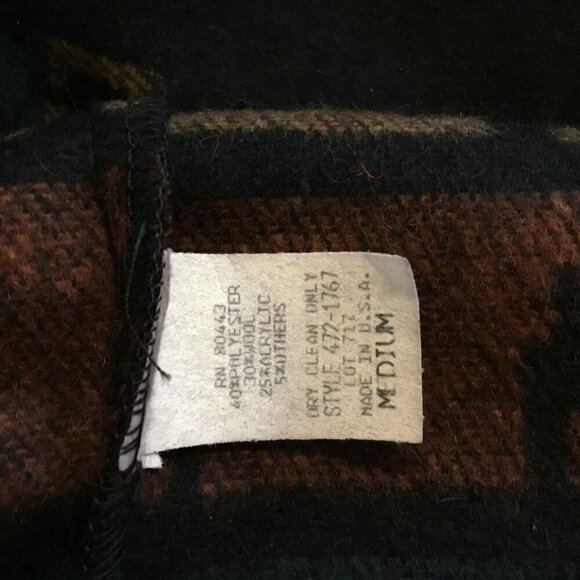 RN 80443
40%POLYESTER
30%WOOL
25%ACRYLIC
5%OTHERS
DRY CLEAN ONLY
STYLE 472-1767
LOT 717
MADE IN U.S.A.
MEDIUM